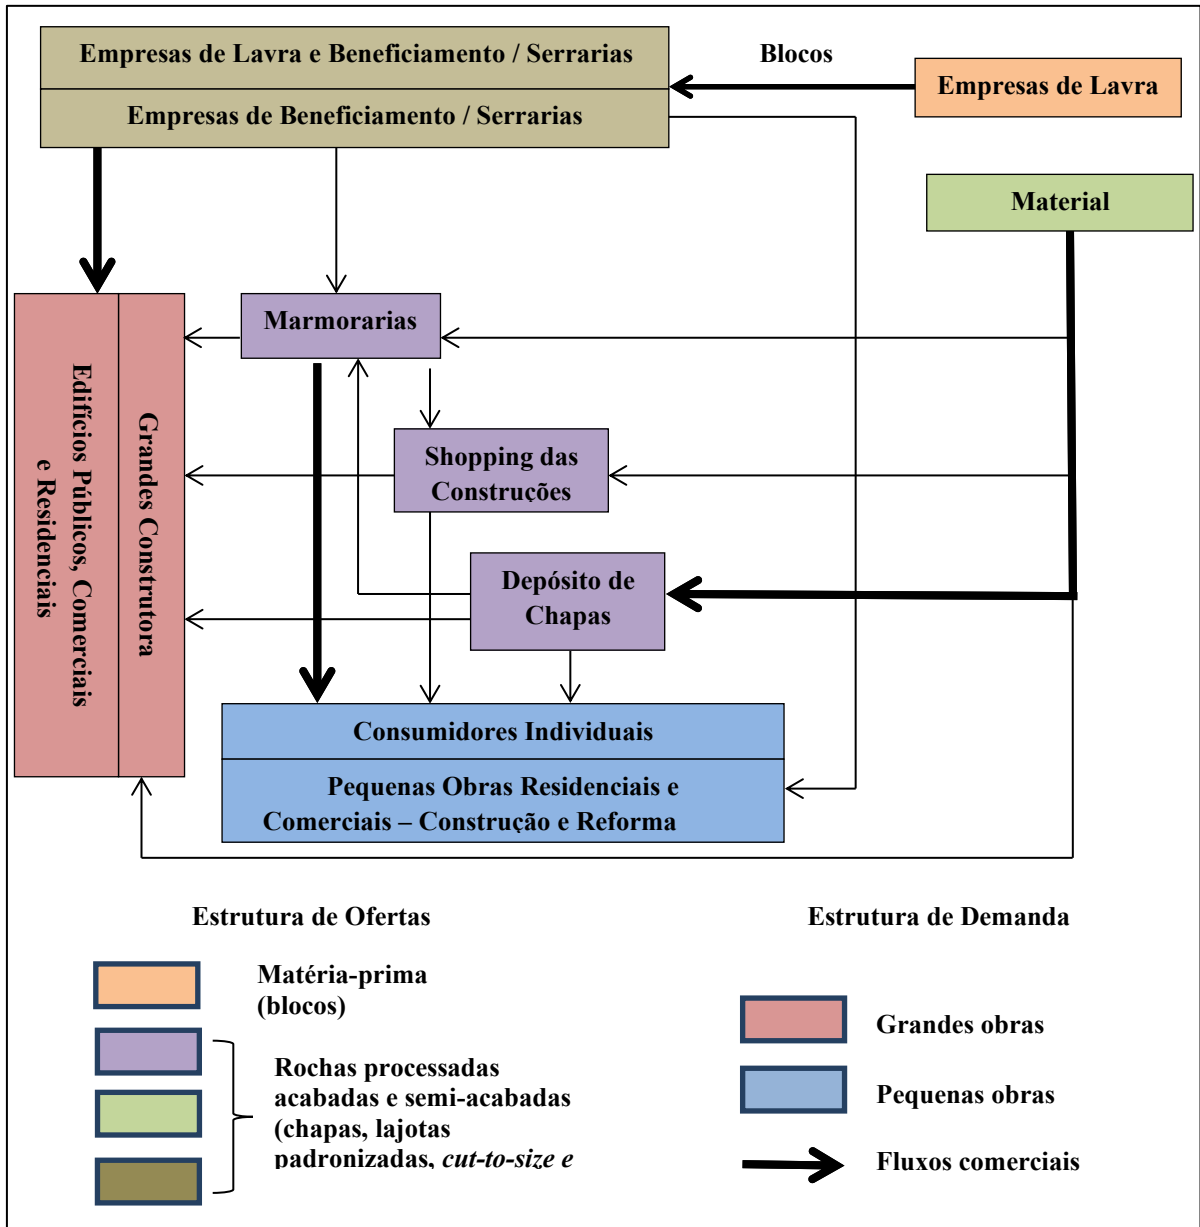 Empresas de Lavra e Beneficiamento / Serrarias
Empresas de Beneficiamento / Serrarias
Blocos
Empresas de Lavra
Material
Marmorarias
Edifícios Públicos, Comerciais
e Residenciais
Grandes Construtora
Shopping das
Construções
Depósito de
Chapas
Consumidores Individuais
Pequenas Obras Residenciais e
Comerciais – Construção e Reforma
Estrutura de Ofertas
Matéria-prima
(blocos)
Rochas processadas
acabadas e semi-acabadas
(chapas, lajotas
padronizadas, cut-to-size e
Estrutura de Demanda
Grandes obras
Pequenas obras
Fluxos comerciais